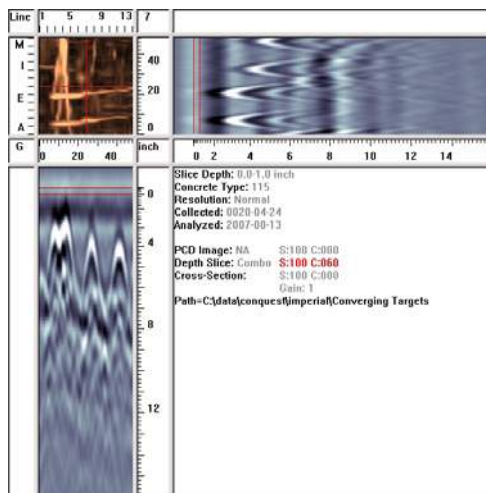 Line 1 5 9 13 7
M
I
E
A
40
20
0
G 0 20 40 inch 0 2 4 6 8 10 12 14
0
4
8
12
Slice Depth: 0.0-1.0 inch
Concrete Type: 115
Resolution: Normal
Collected: 0020-04-24
Analyzed: 2007-00-13
PCD Image: NA S:100 C:000
Depth Slice: Combo S:100 C:060
Cross-Section: S:100 C:000
Gain: 1
Path=C:\data\conquest\imperial\Converging Targets